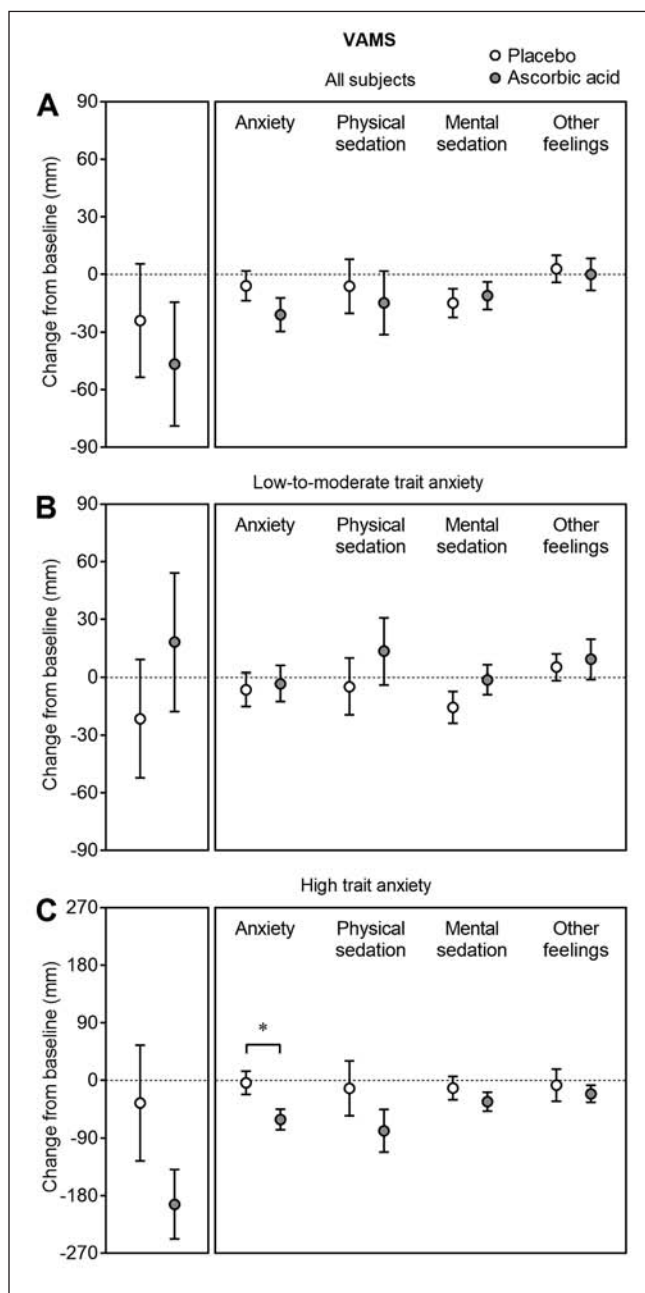 VAMS
Placebo
All subjects
Ascorbic acid
A
90
60
30
0
-30
-60
-90
Change from baseline (mm)
Anxiety
Physical
sedation
Mental
sedation
Other
feelings
Low-to-moderate trait anxiety
B
90
60
30
0
-30
-60
-90
Change from baseline (mm)
Anxiety
Physical
sedation
Mental
sedation
Other
feelings
High trait anxiety
C
270
180
90
0
-90
-180
-270
Change from baseline (mm)
Anxiety
Physical
sedation
Mental
sedation
Other
feelings
*